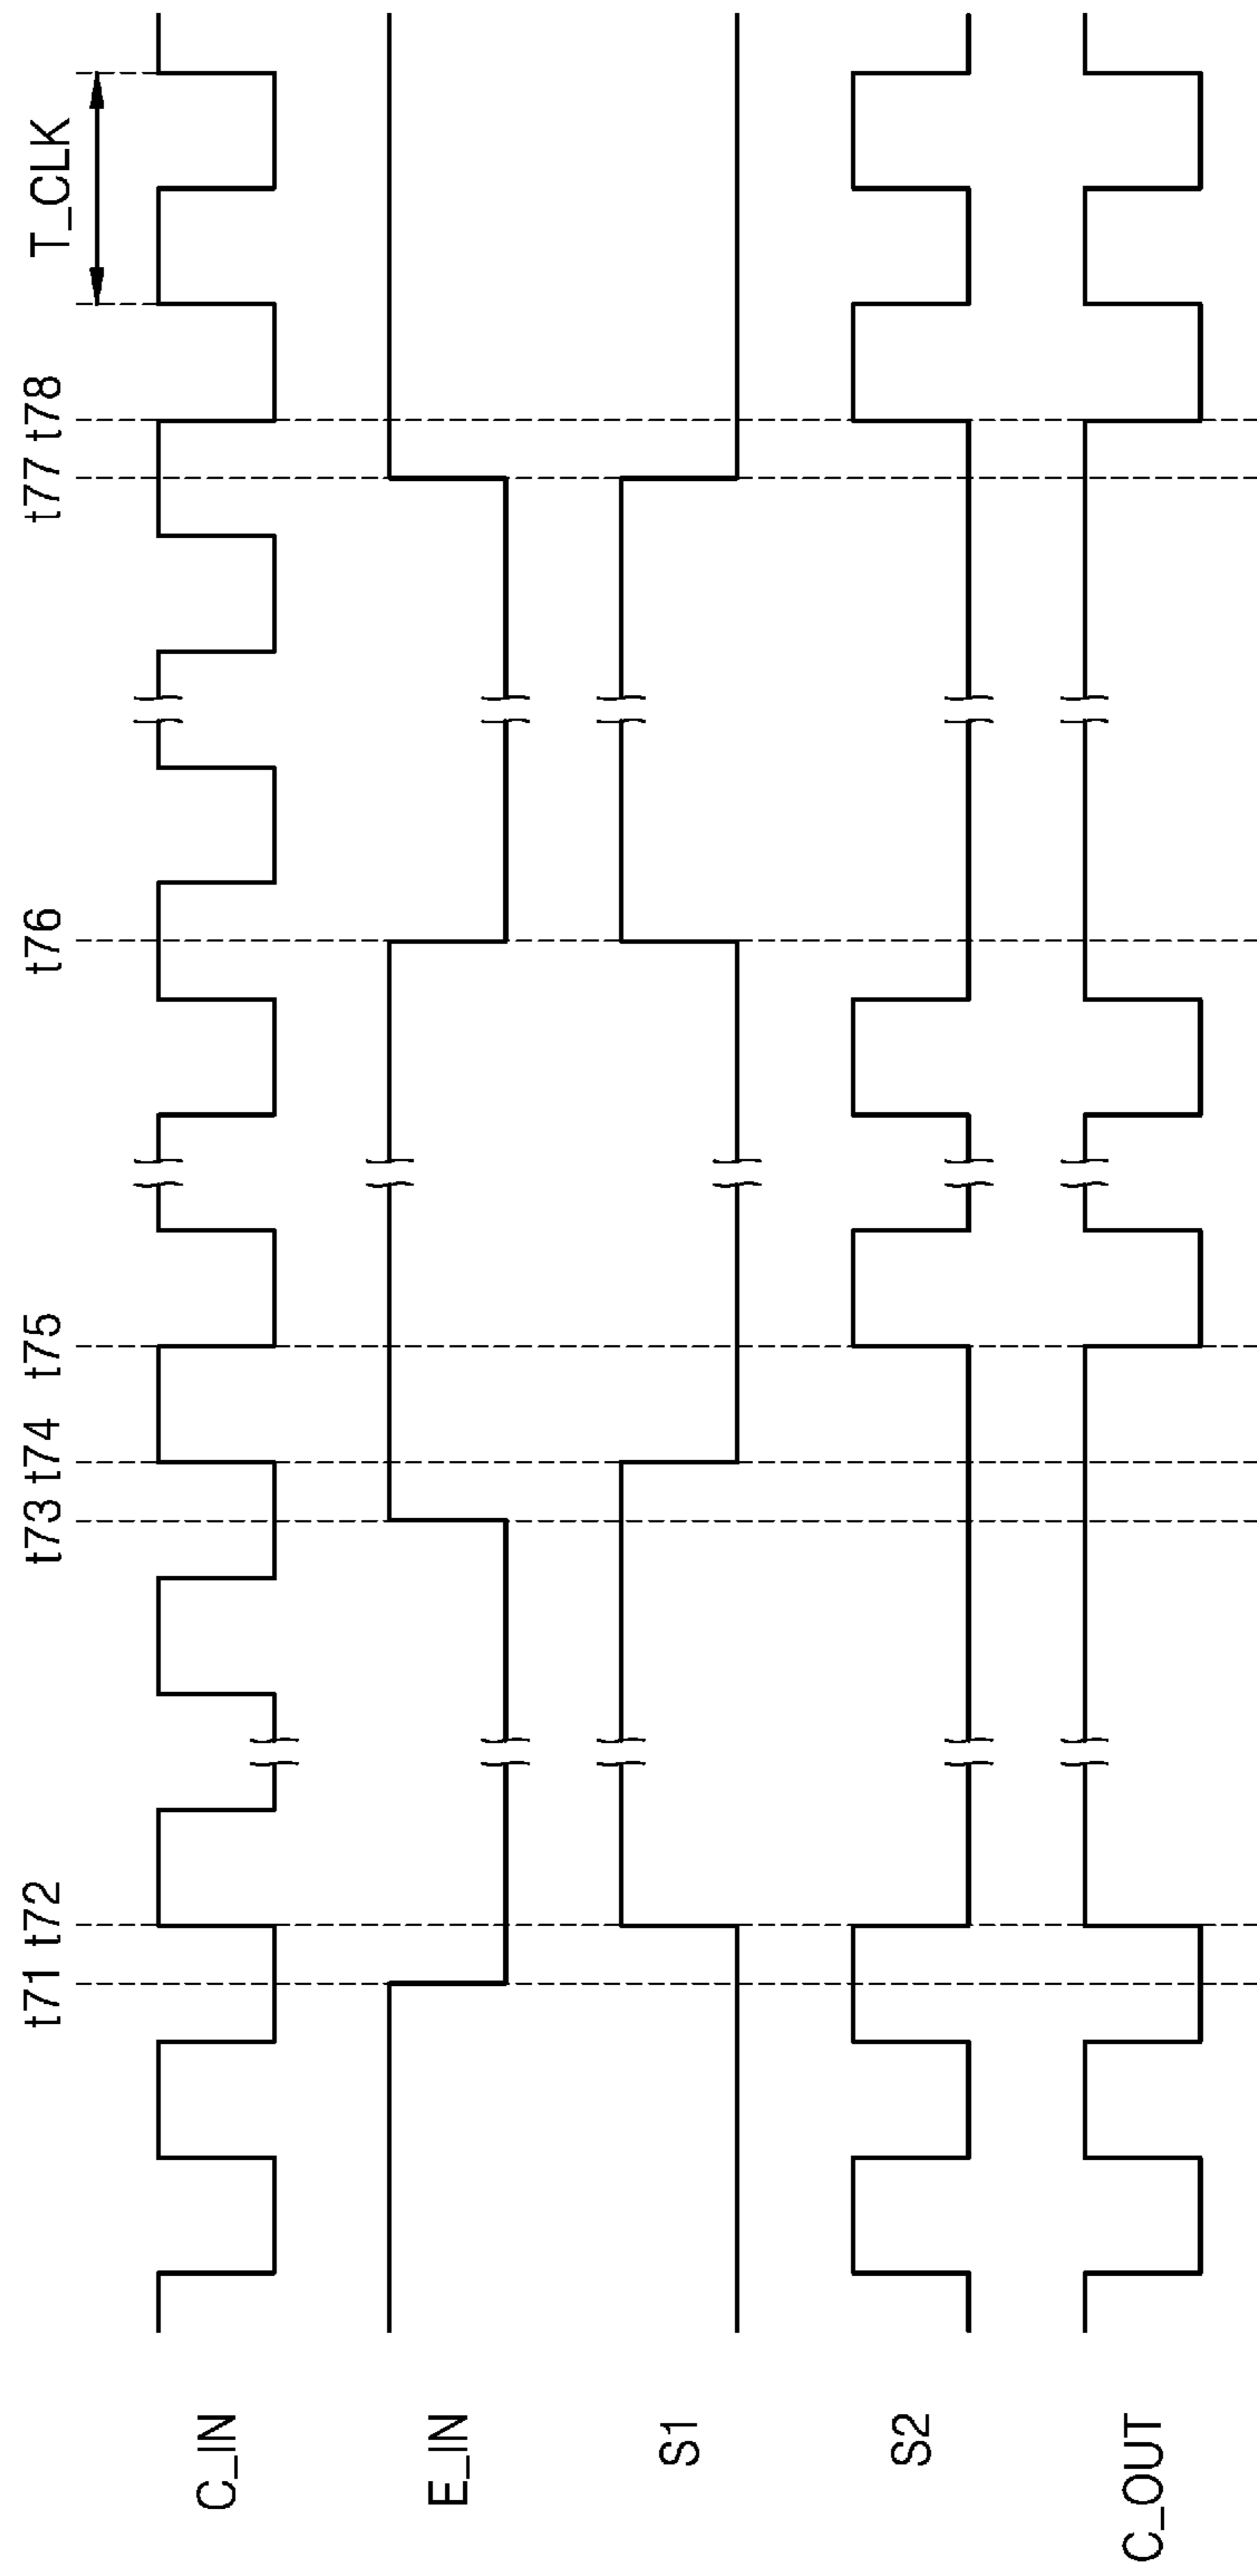 t71 t72
t73 t74 t75
t76
t77 t78
T_CLK
C_IN
E_IN
S1
S2
C_OUT